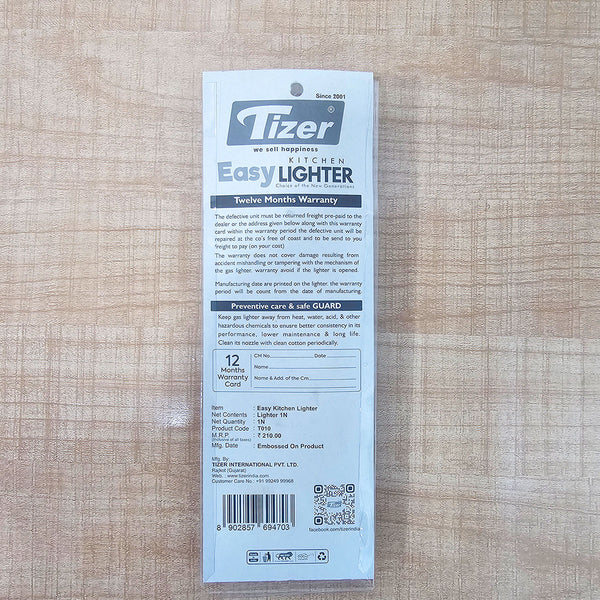 Since 2001
Tizer®
we sell happiness
KITCHEN
Easy LIGHTER
Choice of the New Generations
Twelve Months Warranty
The defective unit must be returned freight pre-paid to the
dealer or the address given below along with this warranty
card within the warranty period the defective unit will be
repaired at the co's free of coast and to be send to you
freight to pay (on your cost)
The warranty does not cover damage resulting from
accident mishandling or tampering with the mechanism of
the gas lighter. warranty avoid if the lighter is opened.
Manufacturing date are printed on the lighter. the warranty
period will be count from the date of manufacturing.
Preventive care & safe GUARD
Keep gas lighter away from heat, water, acid, & other
hazardous chemicals to enusre better consistency in its
performance, lower maintenance & long life.
Clean its nozzle with clean cotton periodically.
12
Months
Warranty
Card
CM No. Date
Name
Name & Add. of the Cm.
Item : Easy Kitchen Lighter
Net Contents : Lighter 1N
Net Quantity : 1N
Product Code : T010
M.R.P. : ₹ 210.00
(Inclusive of all taxes)
Mfg. Date : Embossed On Product
Mfg. By:
TIZER INTERNATIONAL PVT. LTD.
Rajkot (Gujarat)
Web. : www.tizerindia.com
Customer Care No : +91 99249 99968
8 902857 694703
facebook.com/tizerindia